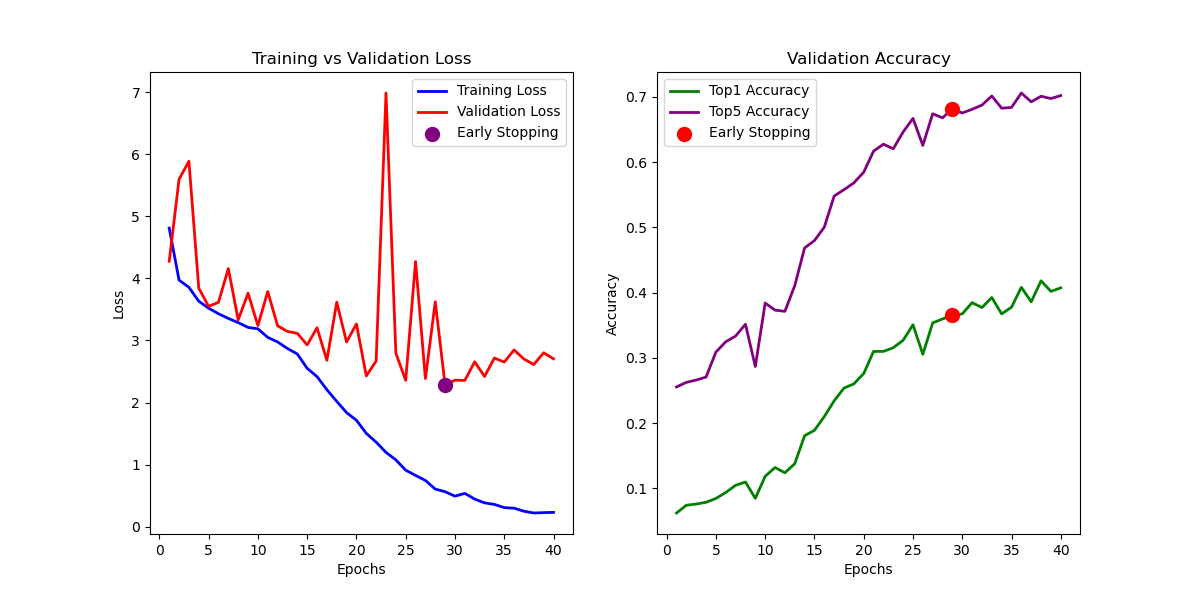 Training vs Validation Loss
Training Loss
Validation Loss
Early Stopping
Loss
7
6
5
4
3
2
1
0
0 5 10 15 20 25 30 35 40
Epochs
Validation Accuracy
Top1 Accuracy
Top5 Accuracy
Early Stopping
Accuracy
0.7
0.6
0.5
0.4
0.3
0.2
0.1
0 5 10 15 20 25 30 35 40
Epochs